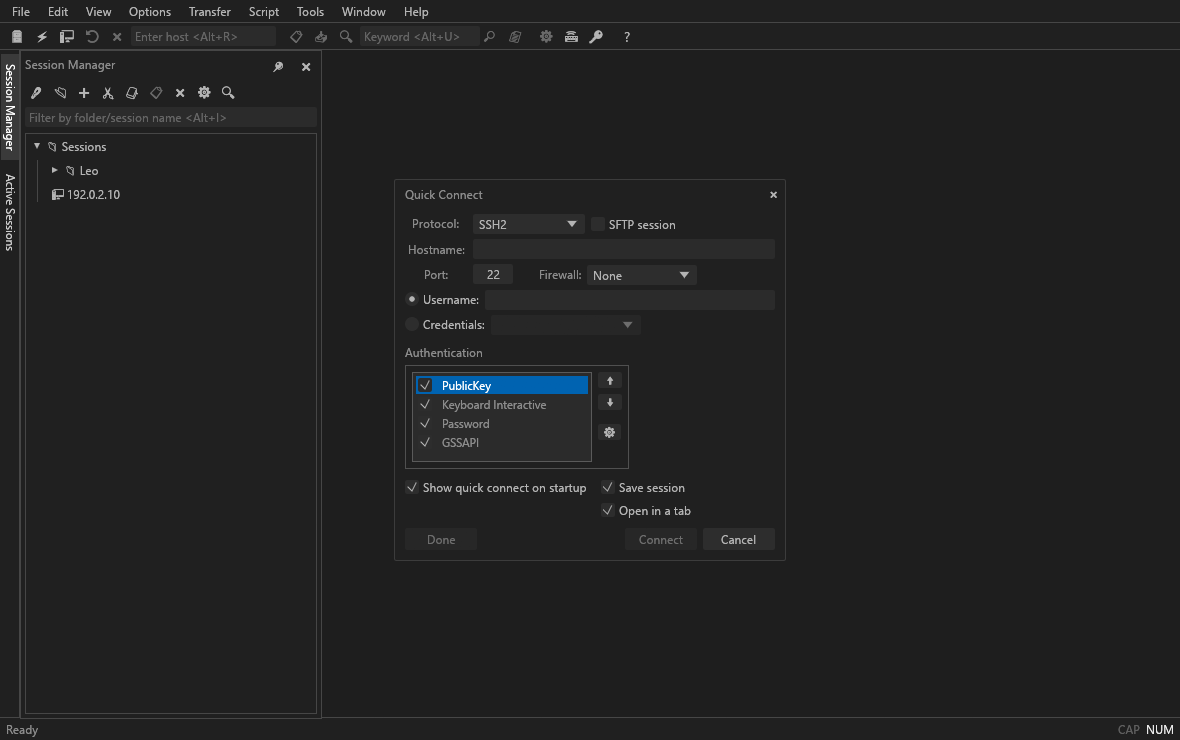 File Edit View Options Transfer Script Tools Window Help
Enter host <Alt+R> Keyword <Alt+U> ?
Session Manager
Active Sessions
Session Manager
Filter by folder/session name <Alt+I>
Sessions
Leo
192.0.2.10
Quick Connect
Protocol: SSH2 SFTP session
Hostname:
Port: 22 Firewall: None
Username:
Credentials:
Authentication
PublicKey
Keyboard Interactive
Password
GSSAPI
Show quick connect on startup Save session
Open in a tab
Done Connect Cancel
Ready CAP NUM